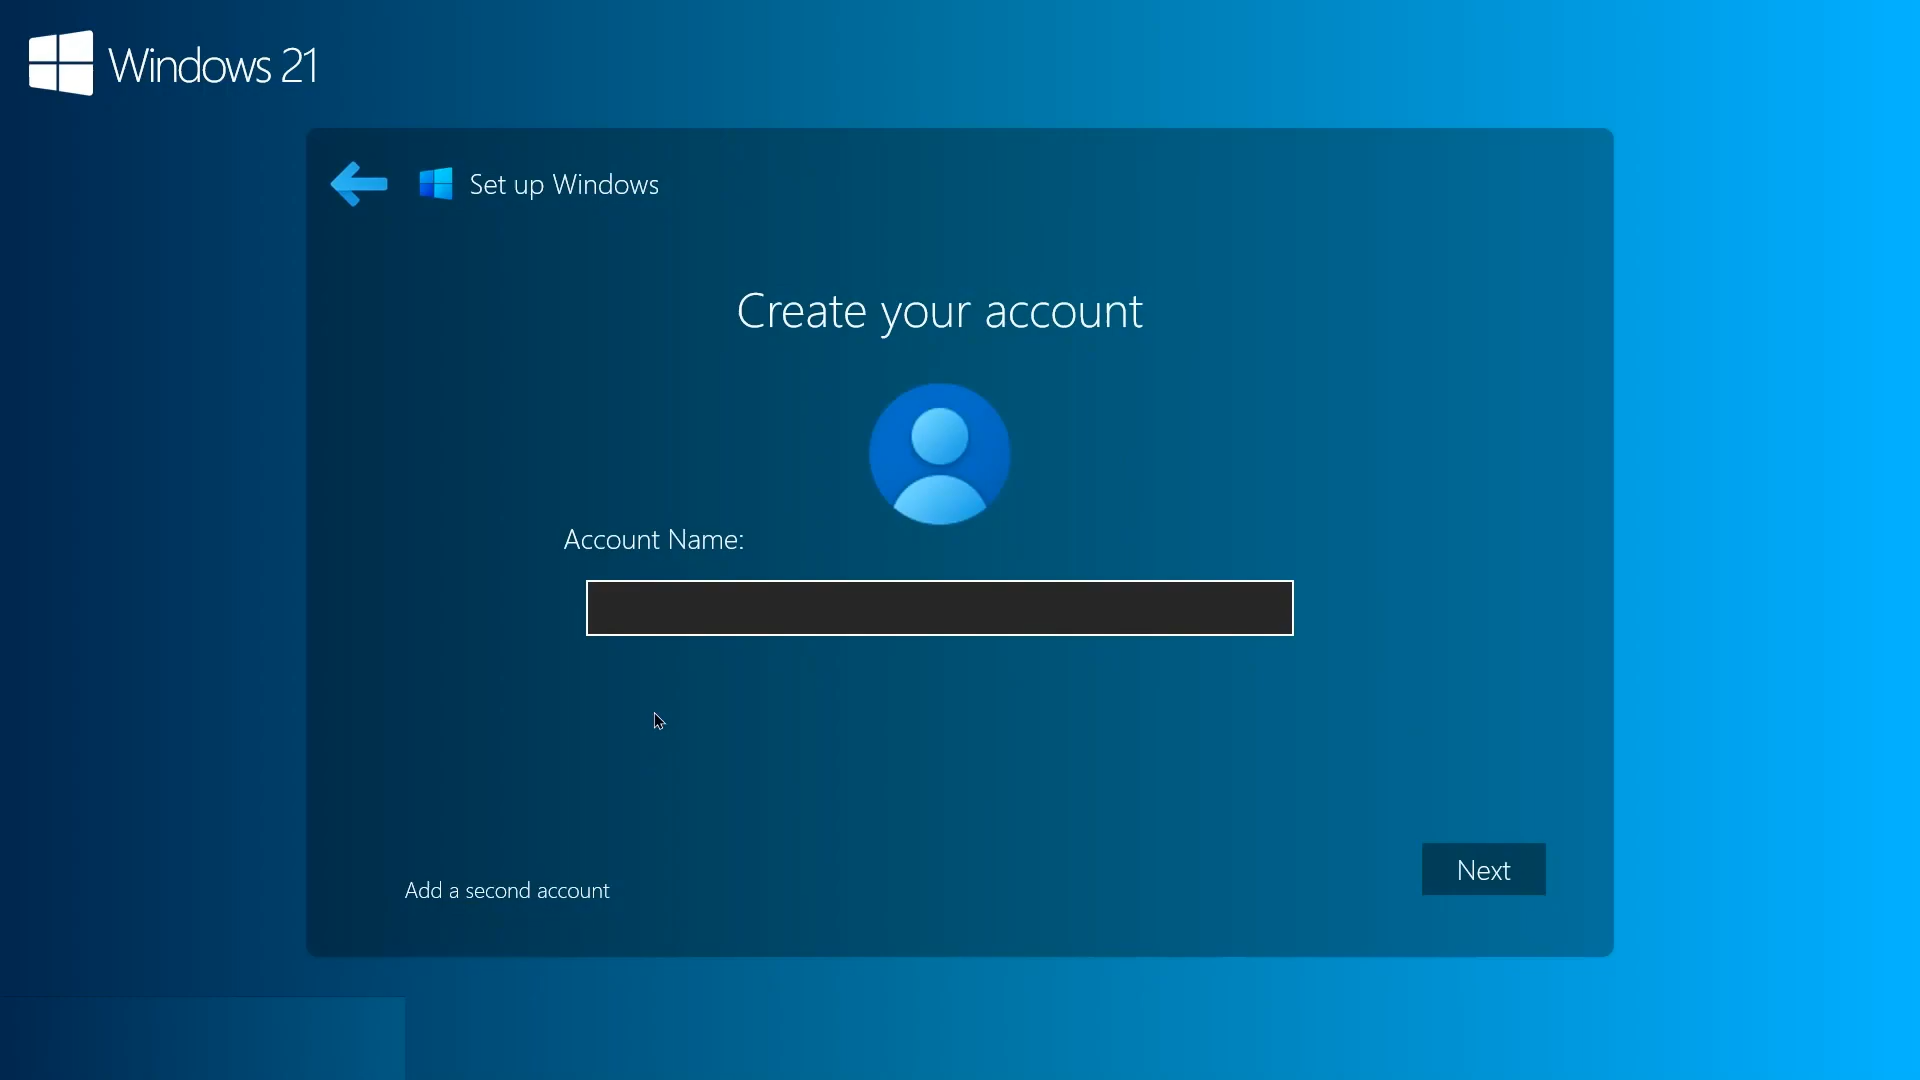 Windows 21
Set up Windows
Create your account
Account Name:
Next
Add a second account